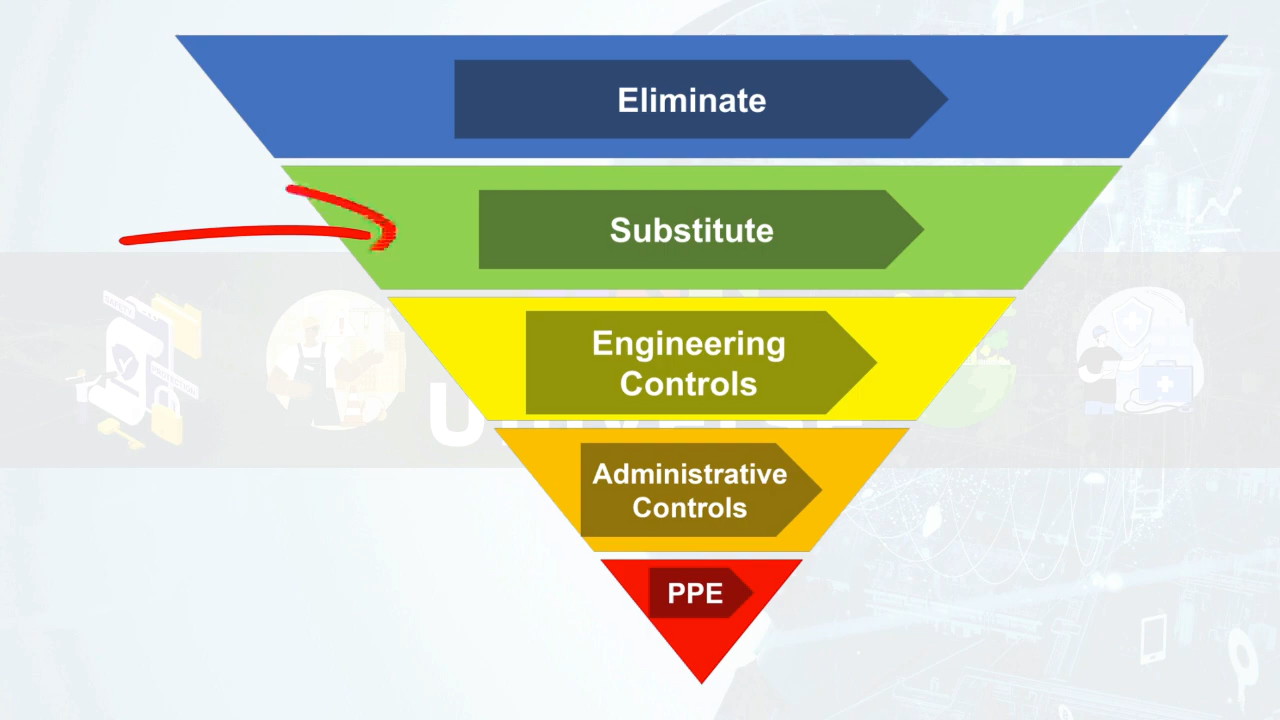 Eliminate
Substitute
Engineering
Controls
Administrative
Controls
PPE